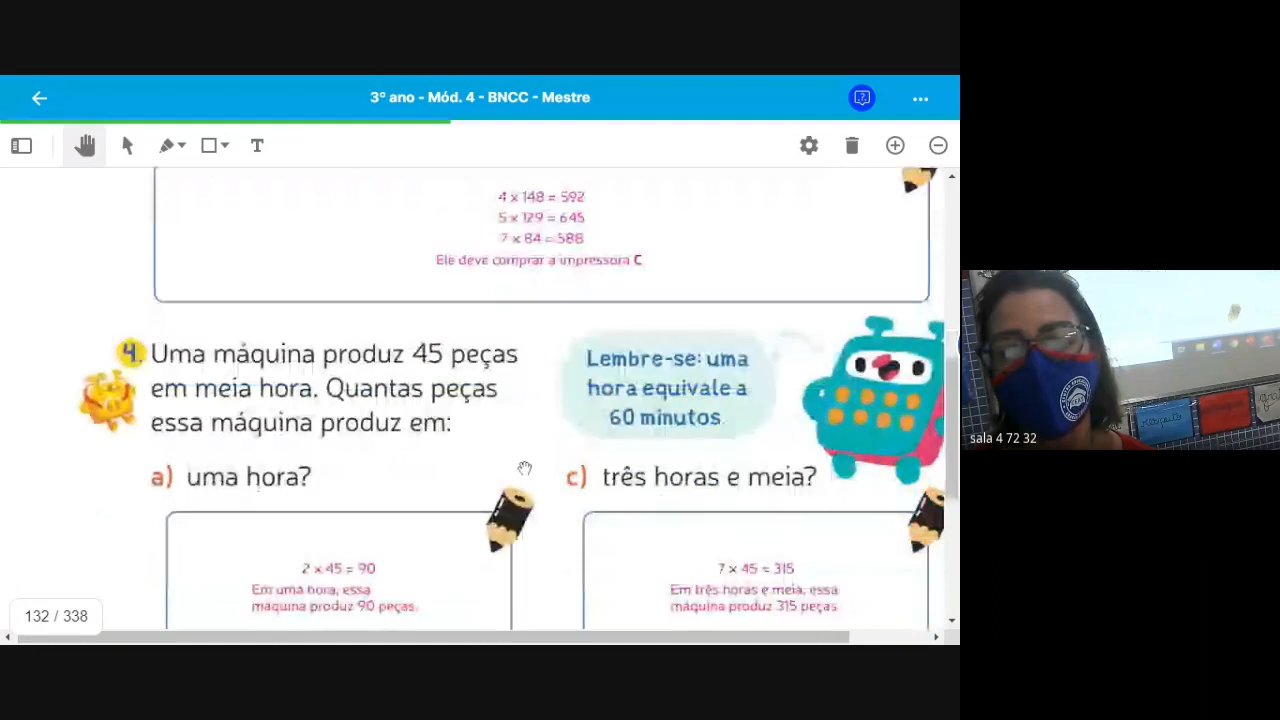 3º ano - Mód. 4 - BNCC - Mestre
T
4 x 148 = 592
5 x 129 = 645
7 x 84 = 588
Ele deve comprar a impressora C
4. Uma máquina produz 45 peças
em meia hora. Quantas peças
essa máquina produz em:
Lembre-se: uma
hora equivale a
60 minutos
a) uma hora?
c) três horas e meia?
2 x 45 = 90
Em uma hora, essa
máquina produz 90 peças.
7 x 45 = 315
Em três horas e meia, essa
máquina produz 315 peças
132 / 338
sala 4 72 32